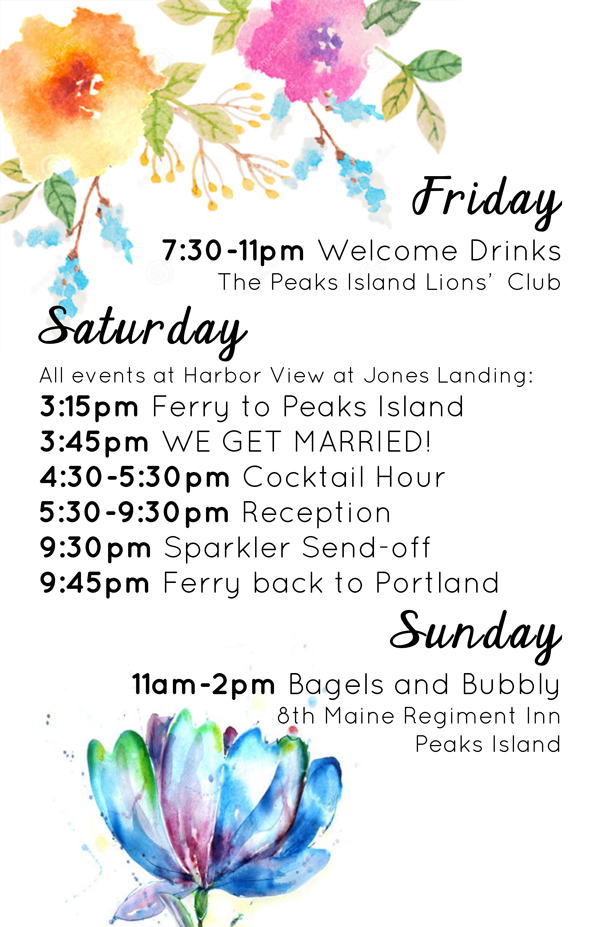 Friday
7:30-11pm Welcome Drinks
The Peaks Island Lions' Club
Saturday
All events at Harbor View at Jones Landing:
3:15pm Ferry to Peaks Island
3:45pm WE GET MARRIED!
4:30-5:30pm Cocktail Hour
5:30-9:30pm Reception
9:30pm Sparkler Send-off
9:45pm Ferry back to Portland
Sunday
11am-2pm Bagels and Bubbly
8th Maine Regiment Inn
Peaks Island